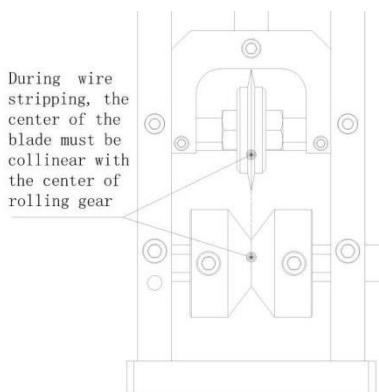 During wire
stripping, the
center of the
blade must be
collinear with
the center of
rolling gear